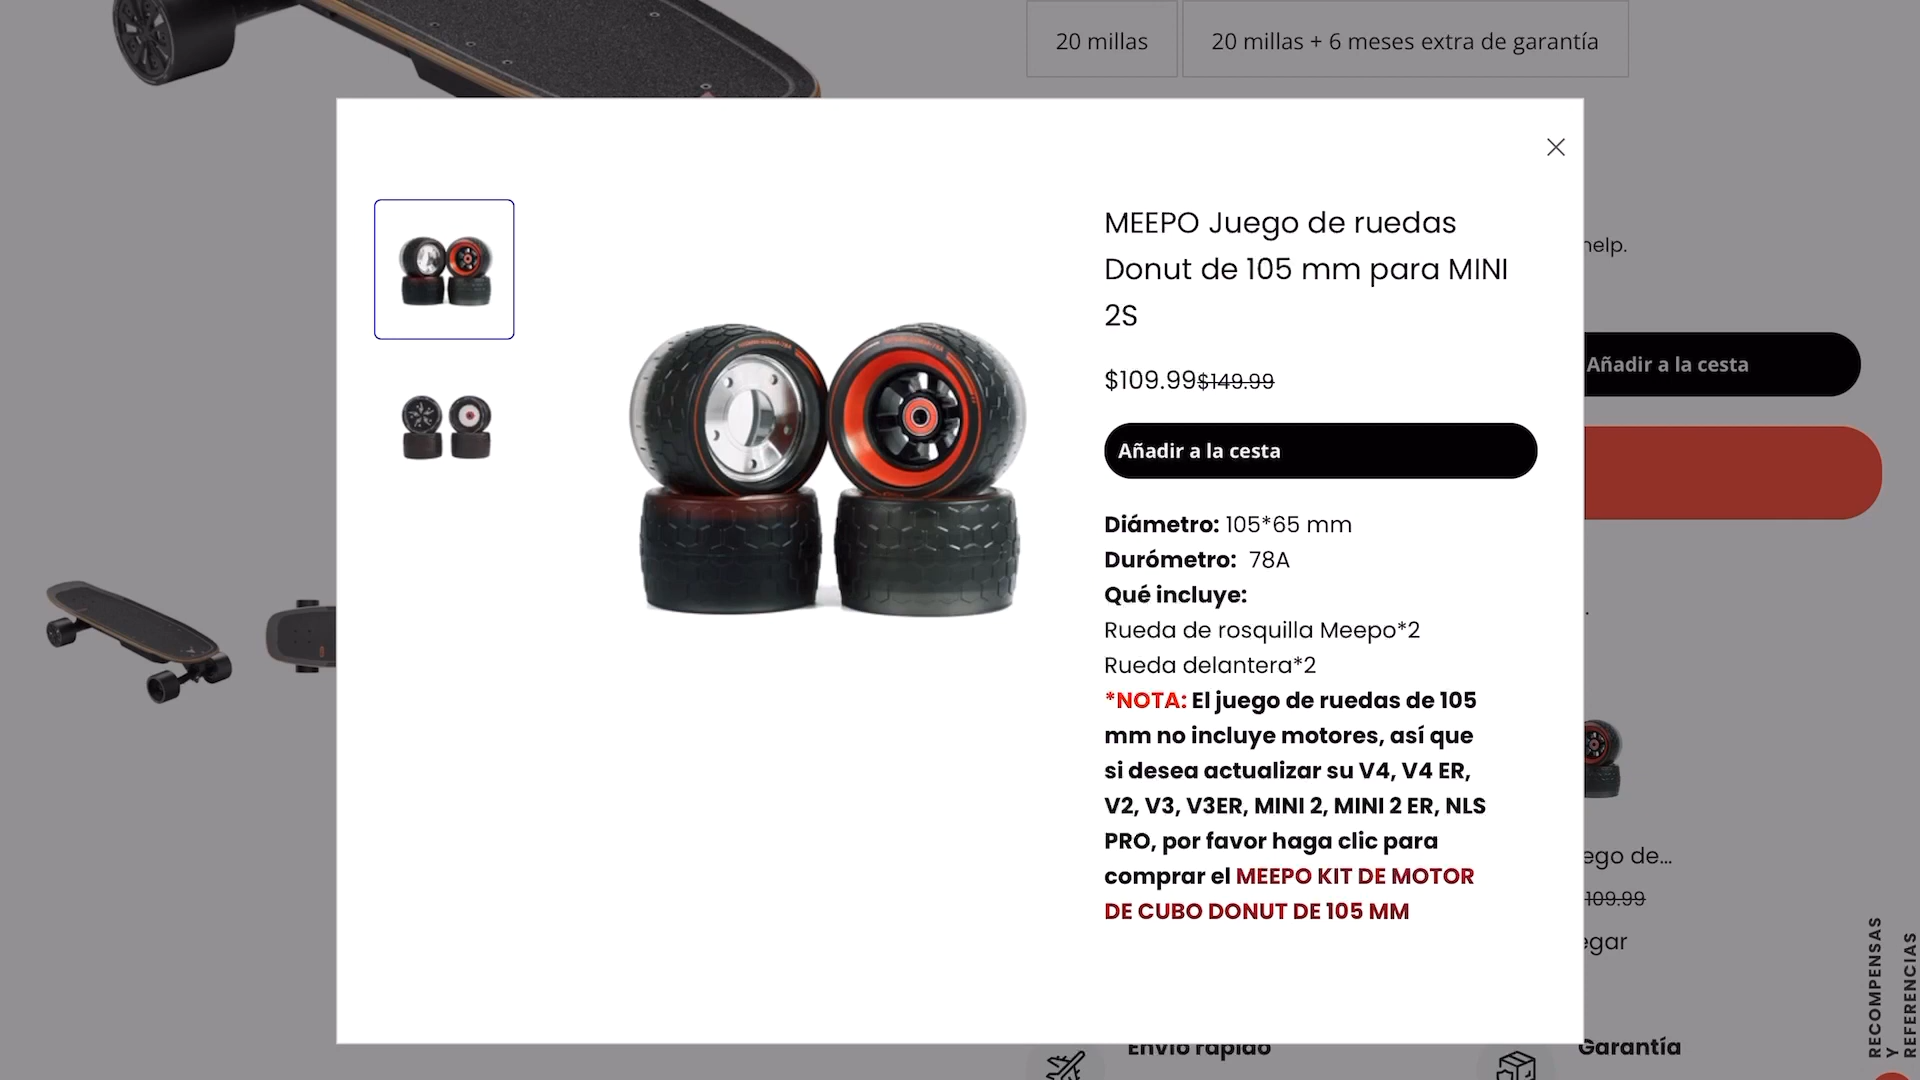 20 millas
20 millas + 6 meses extra de garantía
help.
MEEPO Juego de ruedas
Donut de 105 mm para MINI
2S
$109.99$149.99
Añadir a la cesta
Añadir a la cesta
Diámetro: 105*65 mm
Durómetro: 78A
Qué incluye:
Rueda de rosquilla Meepo*2
Rueda delantera*2
*NOTA: El juego de ruedas de 105
mm no incluye motores, así que
si desea actualizar su V4, V4 ER,
V2, V3, V3ER, MINI 2, MINI 2 ER, NLS
PRO, por favor haga clic para
comprar el MEEPO KIT DE MOTOR
DE CUBO DONUT DE 105 MM
ego de...
109.99
egar
RECOMPENSAS
Y
REFERENCIAS
Envío rápido
Garantía